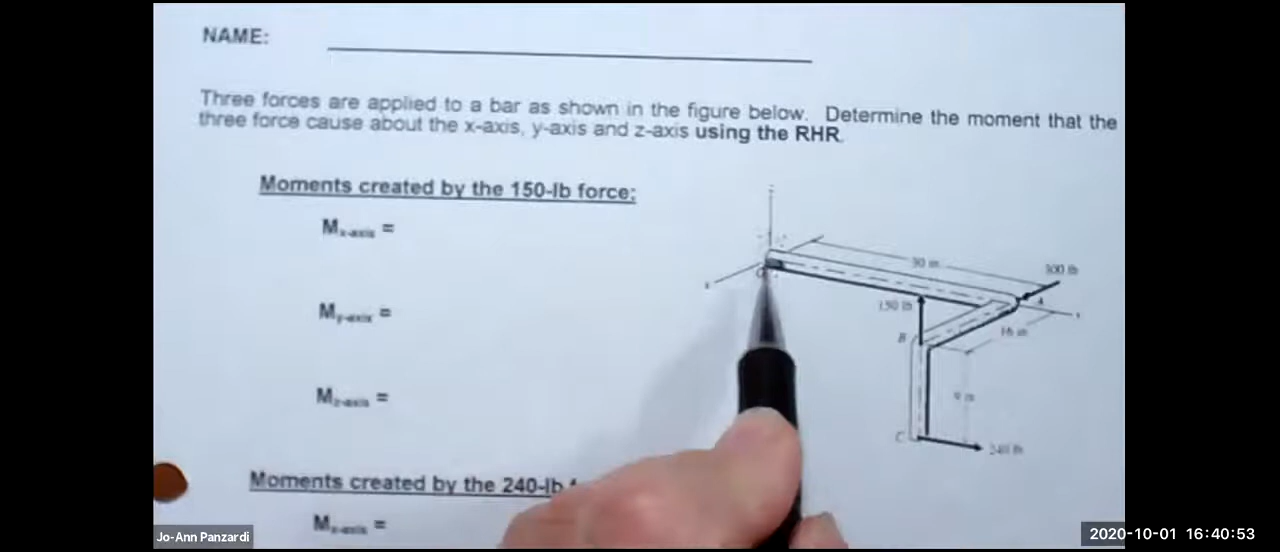 NAME:
Three forces are applied to a bar as shown in the figure below. Determine the moment that the
three force cause about the x-axis, y-axis and z-axis using the RHR.
Moments created by the 150-lb force:
Mx-axis =
My-axis =
Mz-axis =
30 in
300 lb
150 lb
A
16 in
B
C
240 lb
Moments created by the 240-lb
Mx-axis =
Jo-Ann Panzardi
2020-10-01 16:40:53